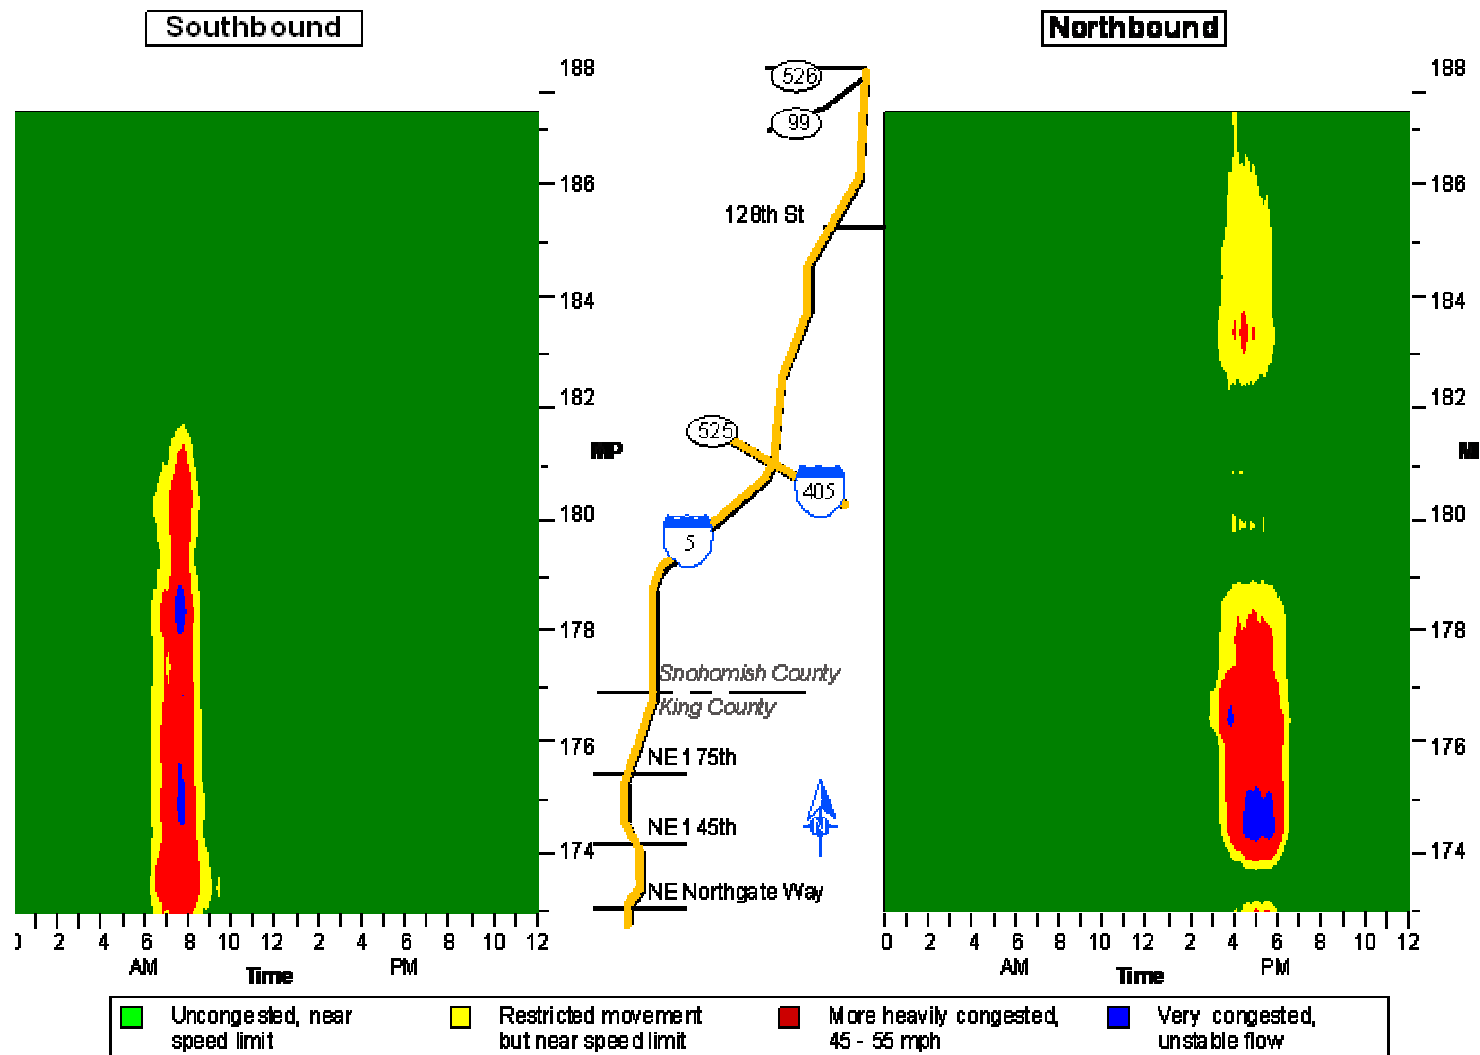 Southbound
Northbound
188
186
184
182
MP
180
178
176
174
2 4 6 8 10 12 2 4 6 8 10 12
AM
Time
PM
526
99
128th St
525
405
5
Snohomish County
King County
NE 175th
NE 145th
N
NE Northgate Way
188
186
184
182
180
178
176
174
0 2 4 6 8 10 12 2 4 6 8 10 12
AM
Time
PM
Uncongested, near
speed limit
Restricted movement
but near speed limit
More heavily congested,
45 - 55 mph
Very congested,
unstable flow